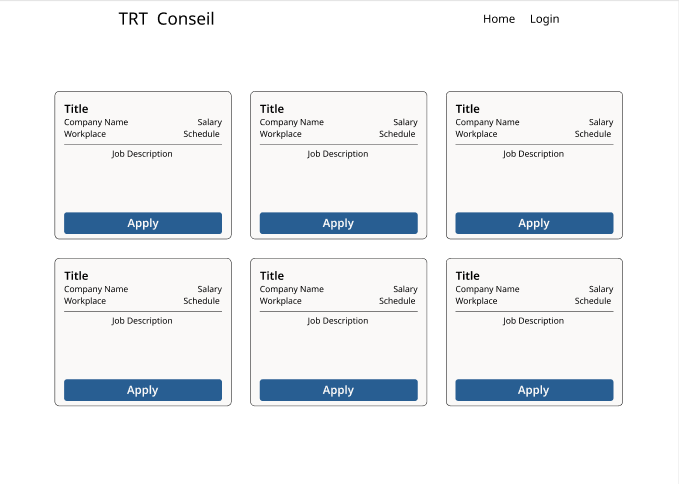 TRT Conseil Home Login
Title Title Title
Company Name Salary Company Name Salary Company Name Salary
Workplace Schedule Workplace Schedule Workplace Schedule
Job Description Job Description Job Description
Apply Apply Apply
Title Title Title
Company Name Salary Company Name Salary Company Name Salary
Workplace Schedule Workplace Schedule Workplace Schedule
Job Description Job Description Job Description
Apply Apply Apply